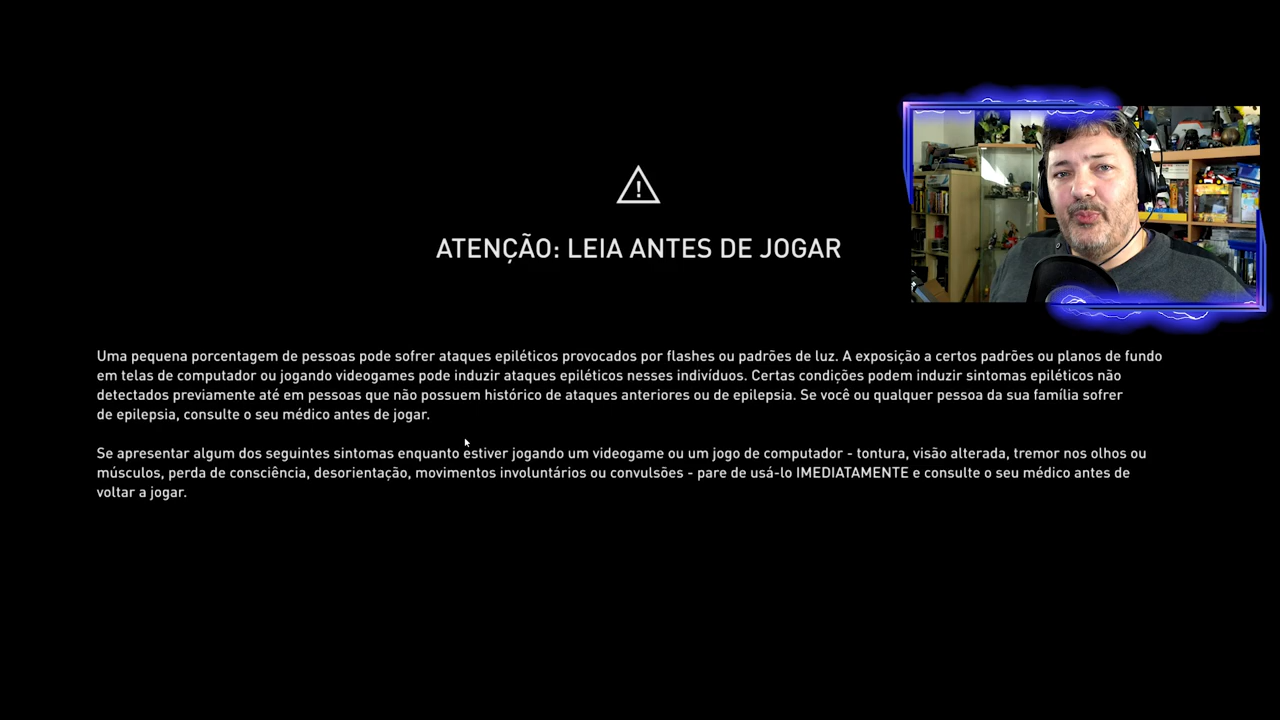 ATENÇÃO: LEIA ANTES DE JOGAR
Uma pequena porcentagem de pessoas pode sofrer ataques epiléticos provocados por flashes ou padrões de luz. A exposição a certos padrões ou planos de fundo
em telas de computador ou jogando videogames pode induzir ataques epiléticos nesses indivíduos. Certas condições podem induzir sintomas epiléticos não
detectados previamente até em pessoas que não possuem histórico de ataques anteriores ou de epilepsia. Se você ou qualquer pessoa da sua família sofrer
de epilepsia, consulte o seu médico antes de jogar.
Se apresentar algum dos seguintes sintomas enquanto estiver jogando um videogame ou um jogo de computador - tontura, visão alterada, tremor nos olhos ou
músculos, perda de consciência, desorientação, movimentos involuntários ou convulsões - pare de usá-lo IMEDIATAMENTE e consulte o seu médico antes de
voltar a jogar.